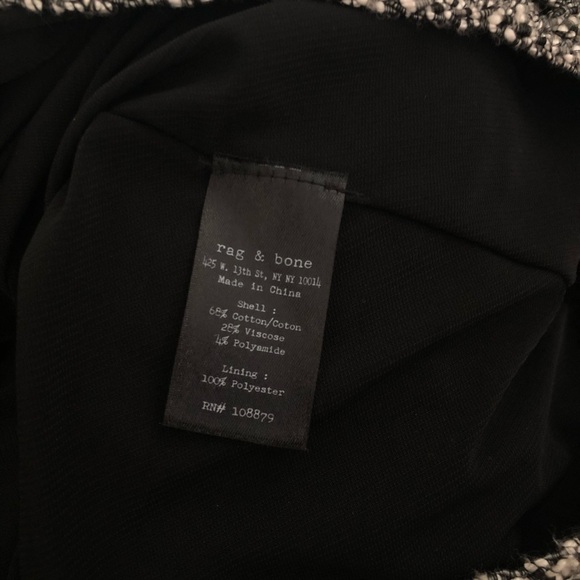 rag & bone
425 W. 13th St, NY NY 10014
Made in China
Shell :
68% Cotton/Coton
28% Viscose
4% Polyamide
Lining :
100% Polyester
RN# 108879